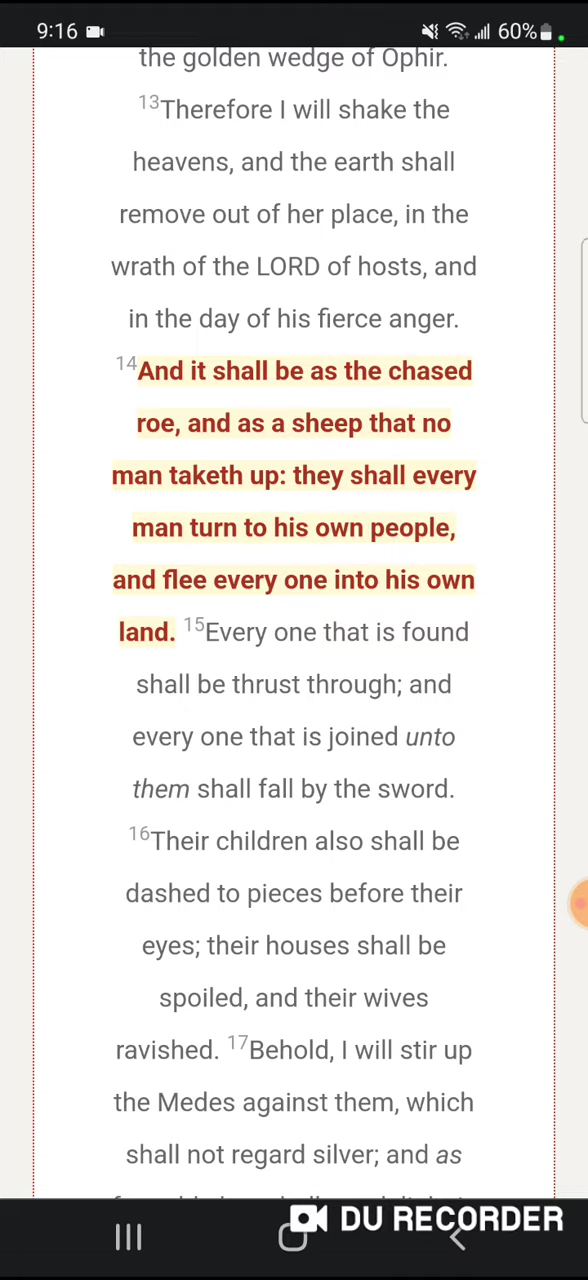 9:16 60%
the golden wedge of Ophir.
13Therefore I will shake the
heavens, and the earth shall
remove out of her place, in the
wrath of the LORD of hosts, and
in the day of his fierce anger.
14And it shall be as the chased
roe, and as a sheep that no
man taketh up: they shall every
man turn to his own people,
and flee every one into his own
land. 15Every one that is found
shall be thrust through; and
every one that is joined unto
them shall fall by the sword.
16Their children also shall be
dashed to pieces before their
eyes; their houses shall be
spoiled, and their wives
ravished. 17Behold, I will stir up
the Medes against them, which
shall not regard silver; and as
DU RECORDER